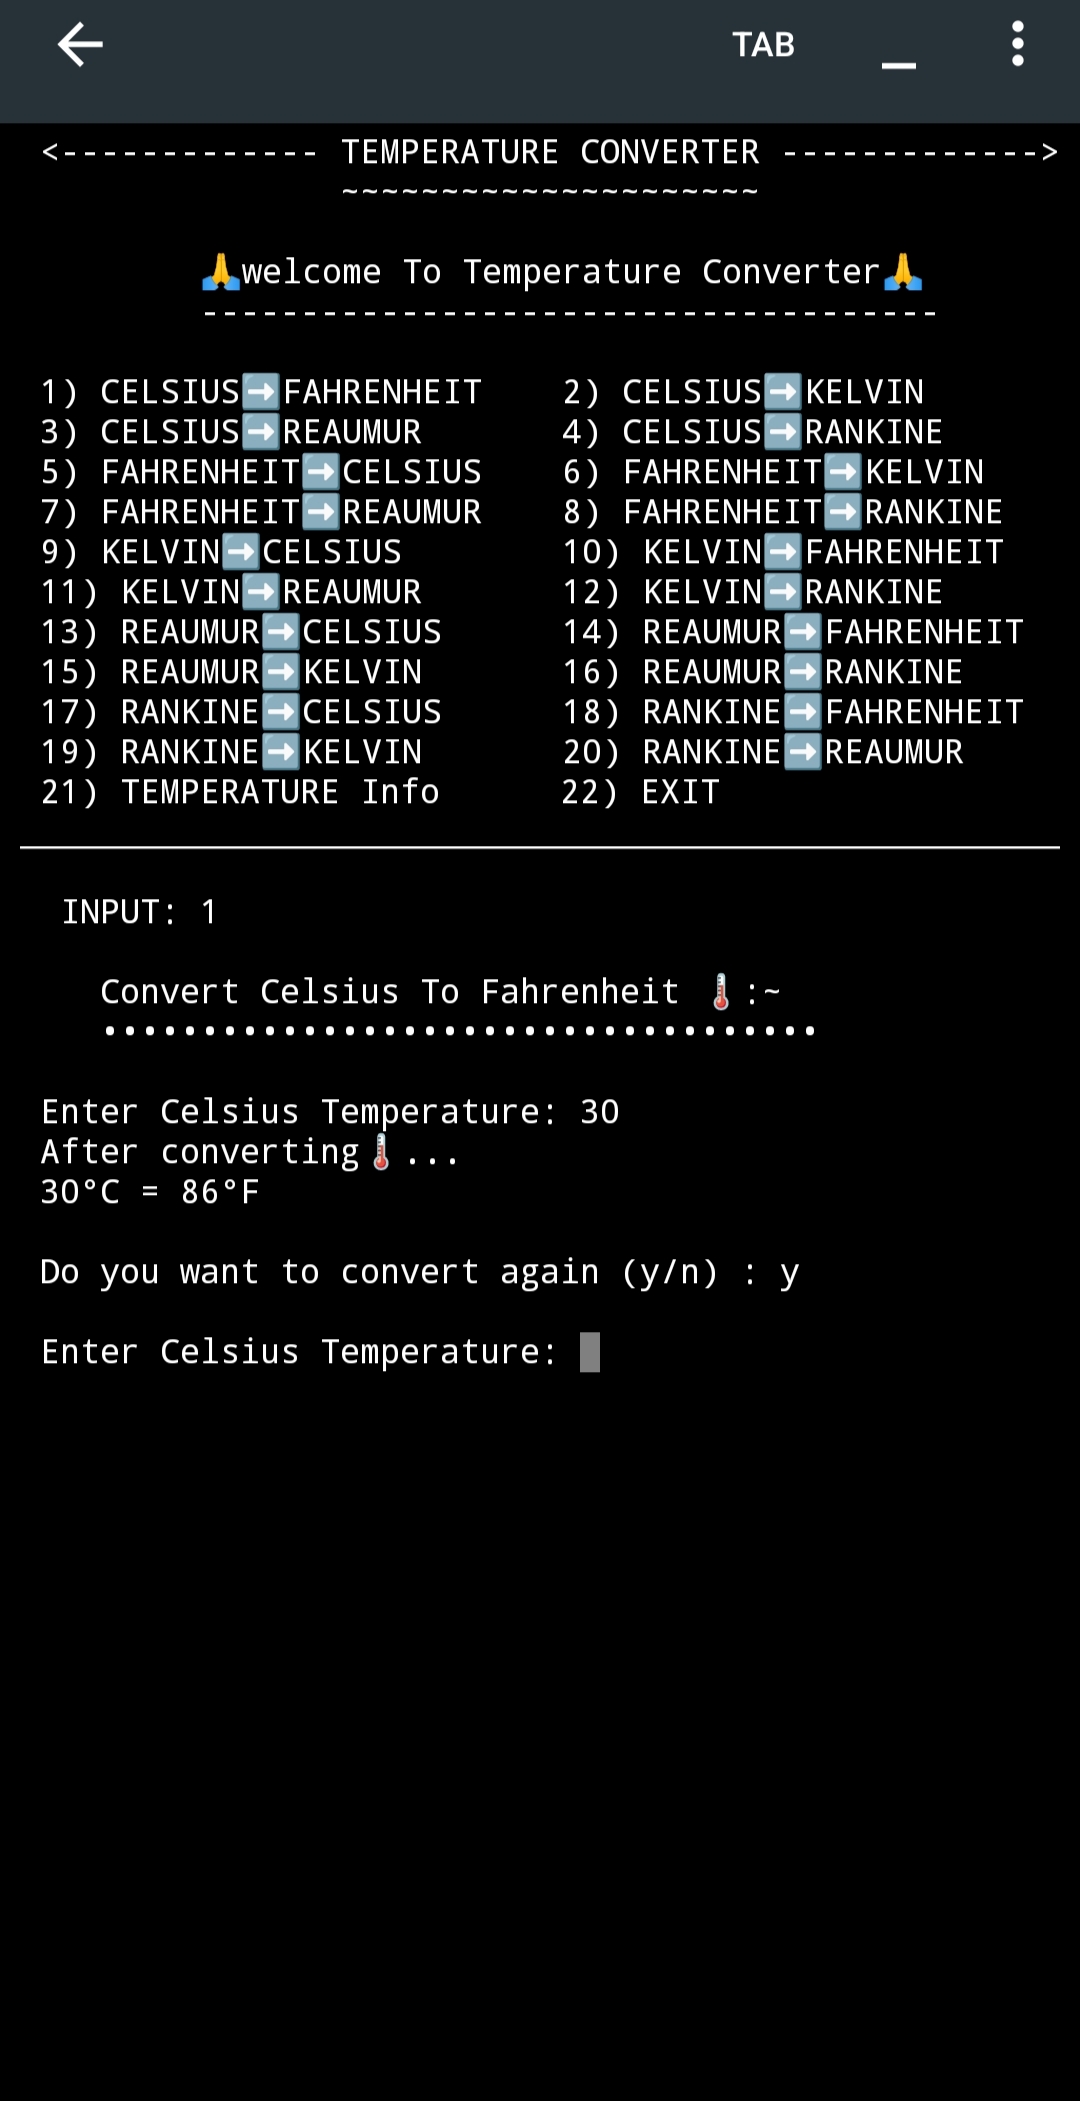 TAB
<------------- TEMPERATURE CONVERTER ------------->
~~~~~~~~~~~~~~~~~~~~~
🙏welcome To Temperature Converter🙏
-------------------------------------
1) CELSIUS➡️FAHRENHEIT 2) CELSIUS➡️KELVIN
3) CELSIUS➡️REAUMUR 4) CELSIUS➡️RANKINE
5) FAHRENHEIT➡️CELSIUS 6) FAHRENHEIT➡️KELVIN
7) FAHRENHEIT➡️REAUMUR 8) FAHRENHEIT➡️RANKINE
9) KELVIN➡️CELSIUS 10) KELVIN➡️FAHRENHEIT
11) KELVIN➡️REAUMUR 12) KELVIN➡️RANKINE
13) REAUMUR➡️CELSIUS 14) REAUMUR➡️FAHRENHEIT
15) REAUMUR➡️KELVIN 16) REAUMUR➡️RANKINE
17) RANKINE➡️CELSIUS 18) RANKINE➡️FAHRENHEIT
19) RANKINE➡️KELVIN 20) RANKINE➡️REAUMUR
21) TEMPERATURE Info 22) EXIT
INPUT: 1
Convert Celsius To Fahrenheit 🌡️:~
••••••••••••••••••••••••••••••••••••
Enter Celsius Temperature: 30
After converting🌡️...
30°C = 86°F
Do you want to convert again (y/n) : y
Enter Celsius Temperature: